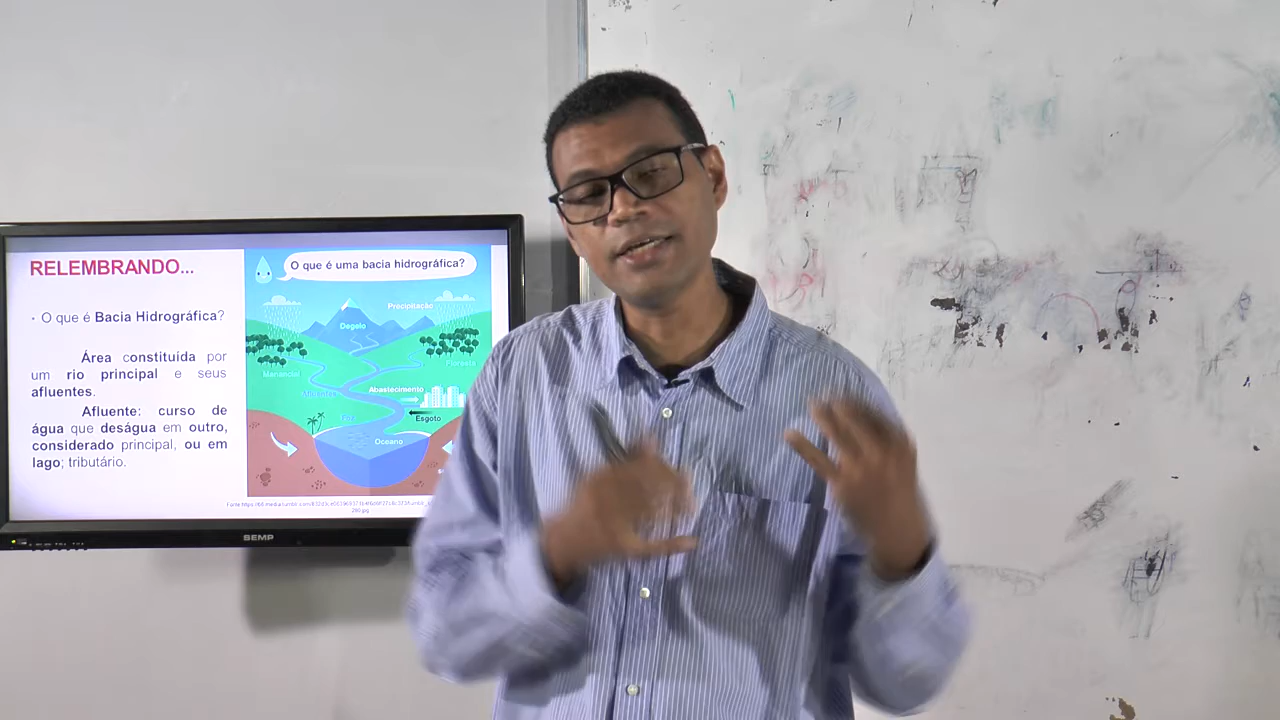 RELEMBRANDO...
• O que é Bacia Hidrográfica?
Área constituída por
um rio principal e seus
afluentes.
Afluente: curso de
água que deságua em outro,
considerado principal, ou em
lago; tributário.
O que é uma bacia hidrográfica?
Precipitação
Degelo
Floresta
Manancial
Afluentes
Abastecimento
Esgoto
Foz
Oceano
SEMP